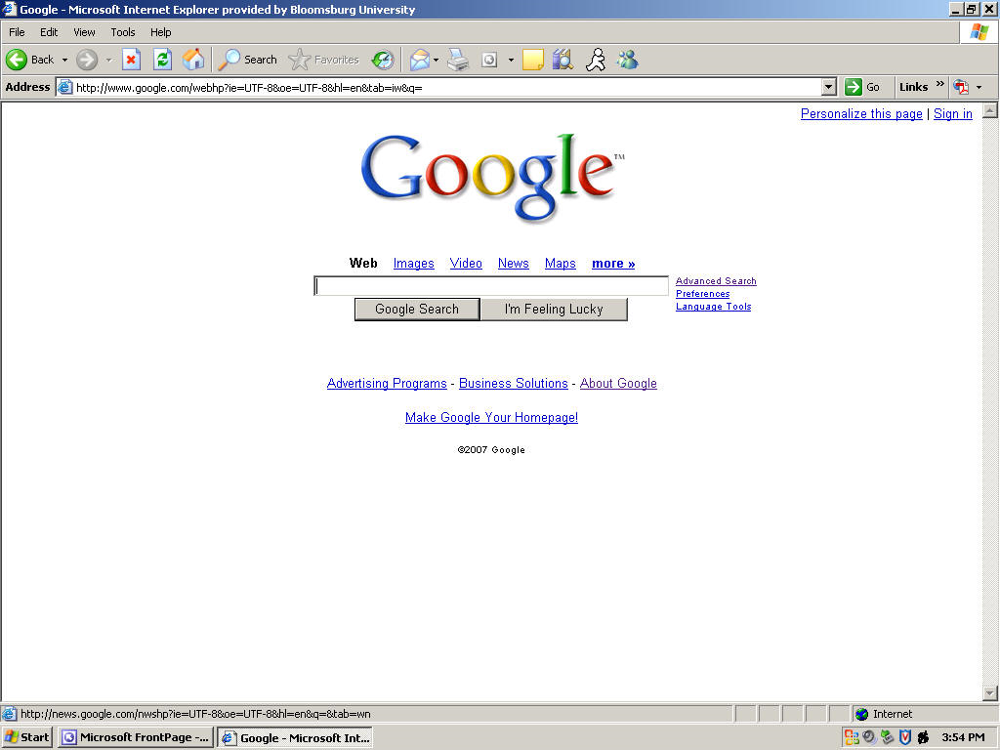 Google - Microsoft Internet Explorer provided by Bloomsburg University
File Edit View Tools Help
Back Search Favorites
Address http://www.google.com/webhp?ie=UTF-8&oe=UTF-8&hl=en&tab=iw&q= Go Links »
Personalize this page | Sign in
Google™
Web Images Video News Maps more »
Advanced Search
Preferences
Language Tools
Google Search I'm Feeling Lucky
Advertising Programs - Business Solutions - About Google
Make Google Your Homepage!
©2007 Google
http://news.google.com/nwshp?ie=UTF-8&oe=UTF-8&hl=en&q=&tab=wn Internet
Start Microsoft FrontPage -... Google - Microsoft Int... 3:54 PM